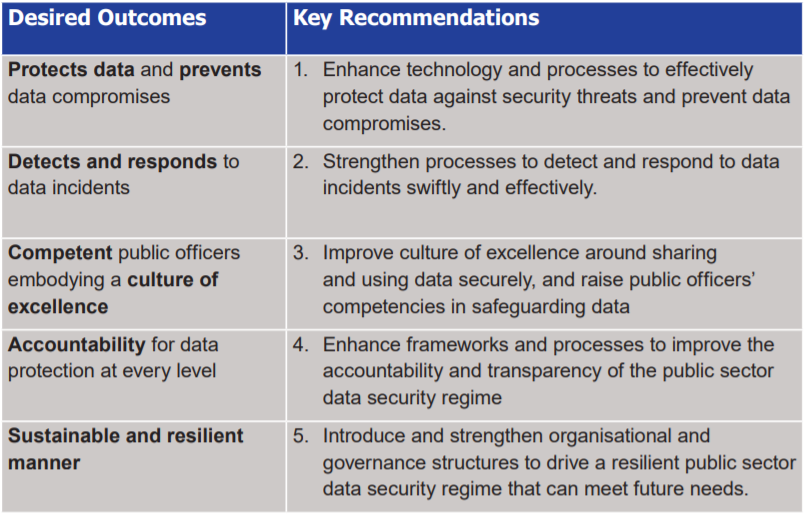 Desired Outcomes
Key Recommendations
Protects data and prevents
data compromises
1. Enhance technology and processes to effectively
protect data against security threats and prevent data
compromises.
Detects and responds to
data incidents
2. Strengthen processes to detect and respond to data
incidents swiftly and effectively.
Competent public officers
embodying a culture of
excellence
3. Improve culture of excellence around sharing
and using data securely, and raise public officers’
competencies in safeguarding data
Accountability for data
protection at every level
4. Enhance frameworks and processes to improve the
accountability and transparency of the public sector
data security regime
Sustainable and resilient
manner
5. Introduce and strengthen organisational and
governance structures to drive a resilient public sector
data security regime that can meet future needs.